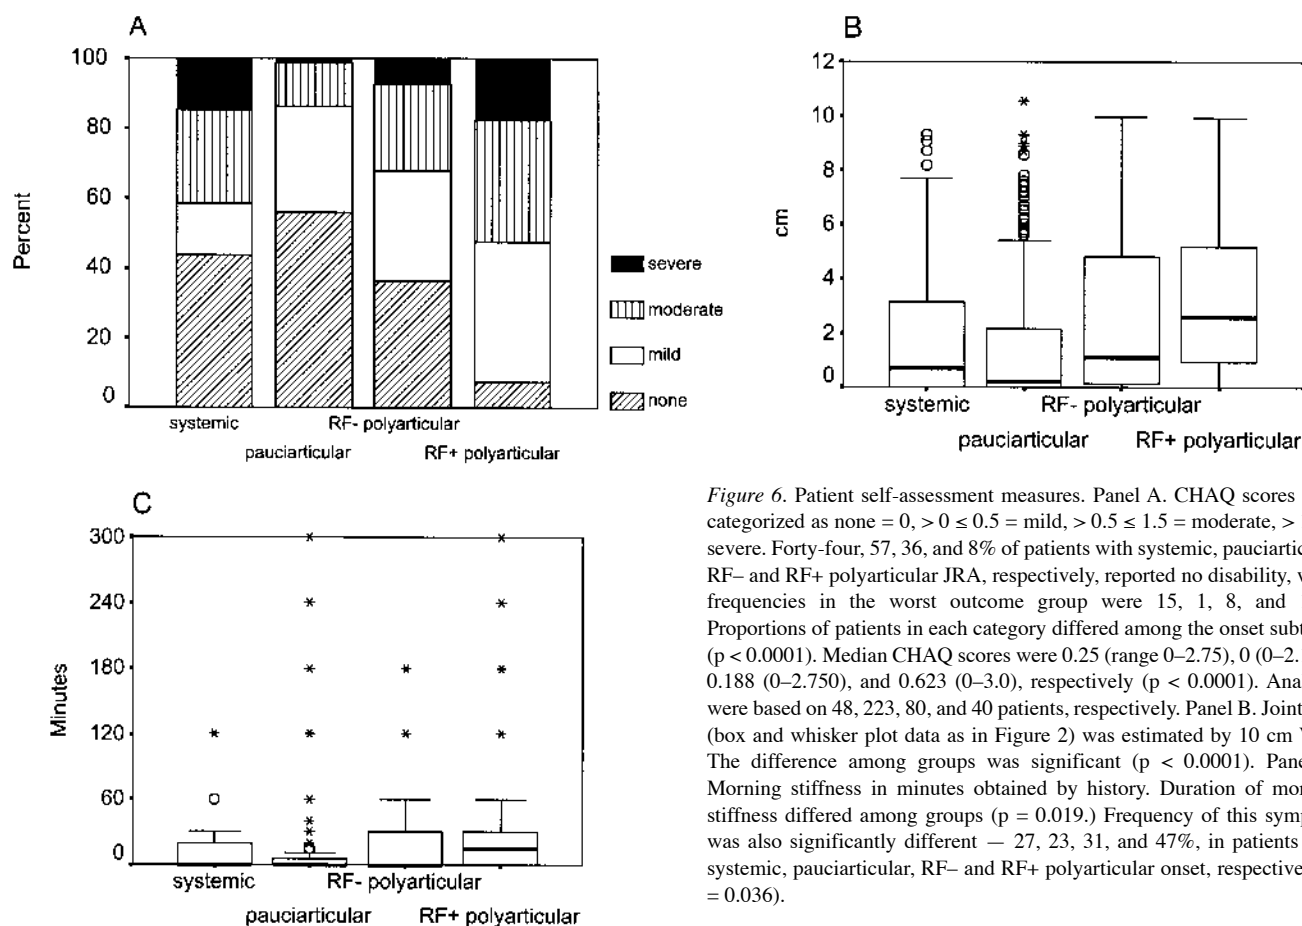 A
100
80
60
40
20
0
Percent
systemic
RF- polyarticular
pauciarticular
RF+ polyarticular
severe
moderate
mild
none
B
12
10
8
6
4
2
0
cm
systemic
RF- polyarticular
pauciarticular
RF+ polyarticular
C
300
240
180
120
60
0
Minutes
systemic
RF- polyarticular
pauciarticular
RF+ polyarticular
Figure 6. Patient self-assessment measures. Panel A. CHAQ scores
categorized as none = 0, > 0 ≤ 0.5 = mild, > 0.5 ≤ 1.5 = moderate, >
severe. Forty-four, 57, 36, and 8% of patients with systemic, pauciartic
RF– and RF+ polyarticular JRA, respectively, reported no disability,
frequencies in the worst outcome group were 15, 1, 8, and
Proportions of patients in each category differed among the onset subt
(p < 0.0001). Median CHAQ scores were 0.25 (range 0–2.75), 0 (0–2.
0.188 (0–2.750), and 0.623 (0–3.0), respectively (p < 0.0001). Ana
were based on 48, 223, 80, and 40 patients, respectively. Panel B. Joint
(box and whisker plot data as in Figure 2) was estimated by 10 cm
The difference among groups was significant (p < 0.0001). Pane
Morning stiffness in minutes obtained by history. Duration of mor
stiffness differed among groups (p = 0.019.) Frequency of this symp
was also significantly different — 27, 23, 31, and 47%, in patients
systemic, pauciarticular, RF– and RF+ polyarticular onset, respective
= 0.036).